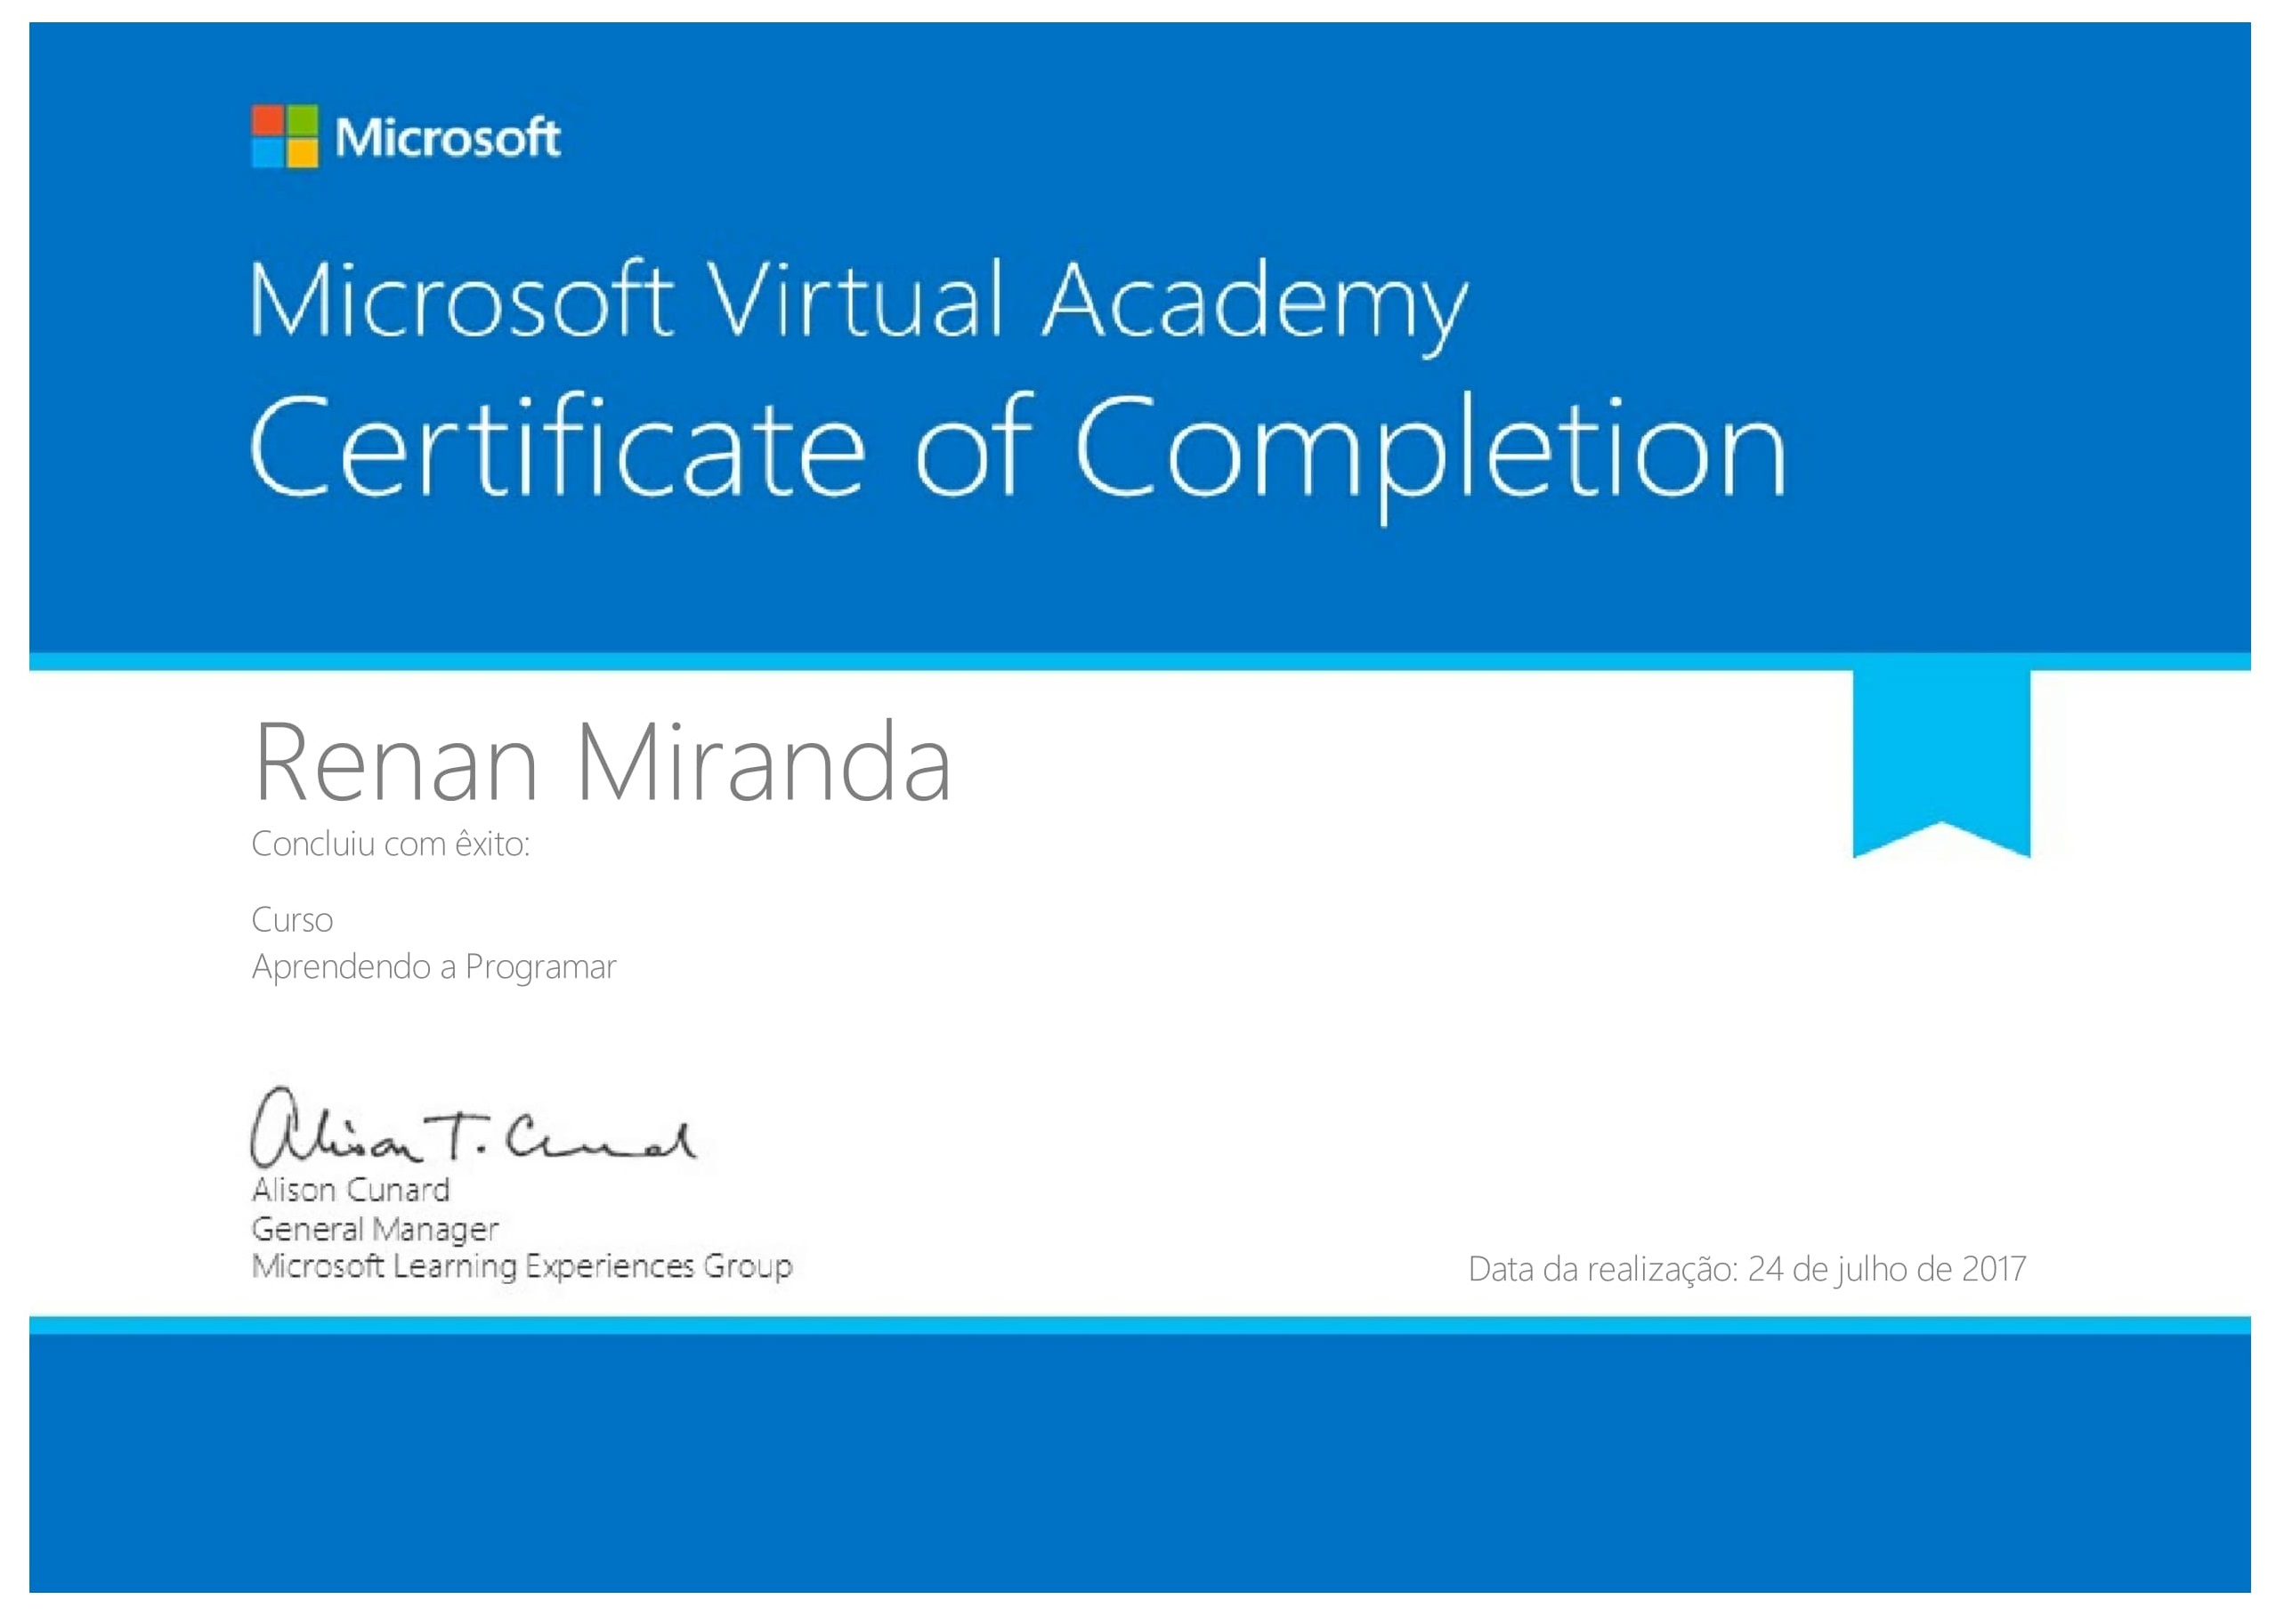 Microsoft
Microsoft Virtual Academy
Certificate of Completion
Renan Miranda
Concluiu com êxito:
Curso
Aprendendo a Programar
Alison T. Cunard
Alison Cunard
General Manager
Microsoft Learning Experiences Group
Data da realização: 24 de julho de 2017